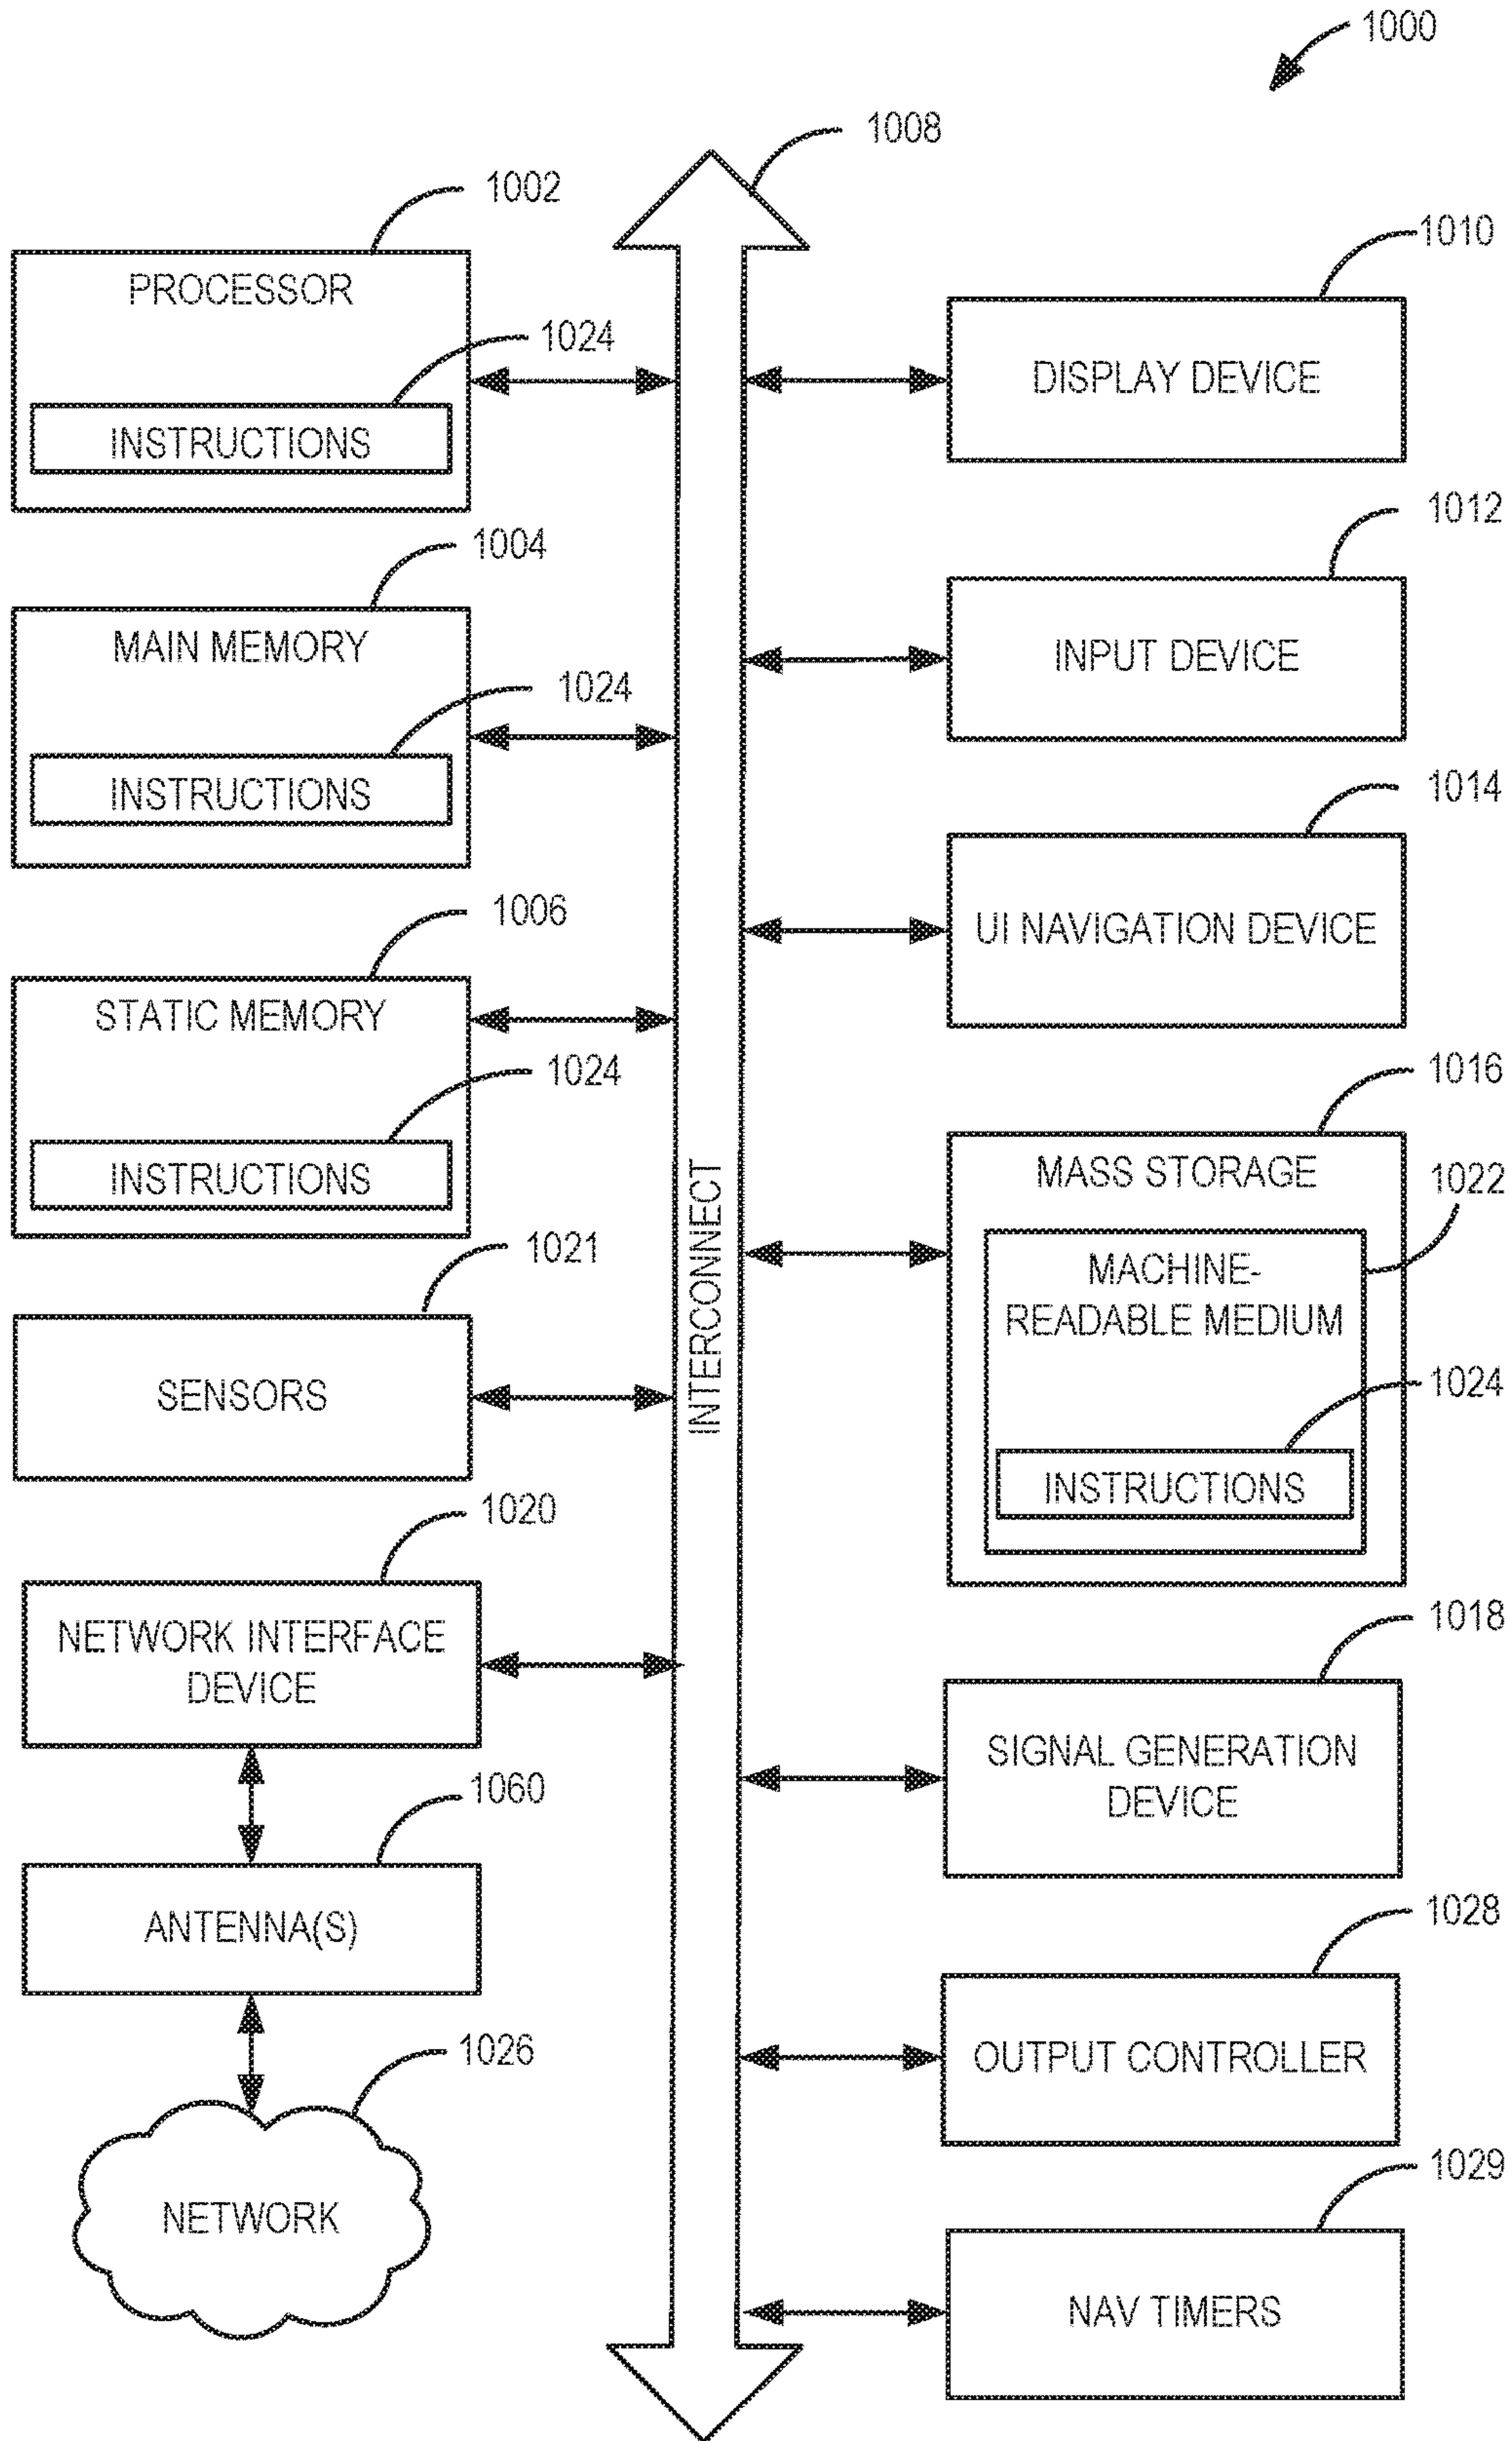 1000
1008
1002
PROCESSOR
1024
INSTRUCTIONS
1004
MAIN MEMORY
1024
INSTRUCTIONS
1006
STATIC MEMORY
1024
INSTRUCTIONS
1021
SENSORS
1020
NETWORK INTERFACE
DEVICE
1060
ANTENNA(S)
1026
NETWORK
INTERCONNECT
1010
DISPLAY DEVICE
1012
INPUT DEVICE
1014
UI NAVIGATION DEVICE
1016
MASS STORAGE
1022
MACHINE-
READABLE MEDIUM
1024
INSTRUCTIONS
1018
SIGNAL GENERATION
DEVICE
1028
OUTPUT CONTROLLER
1029
NAV TIMERS